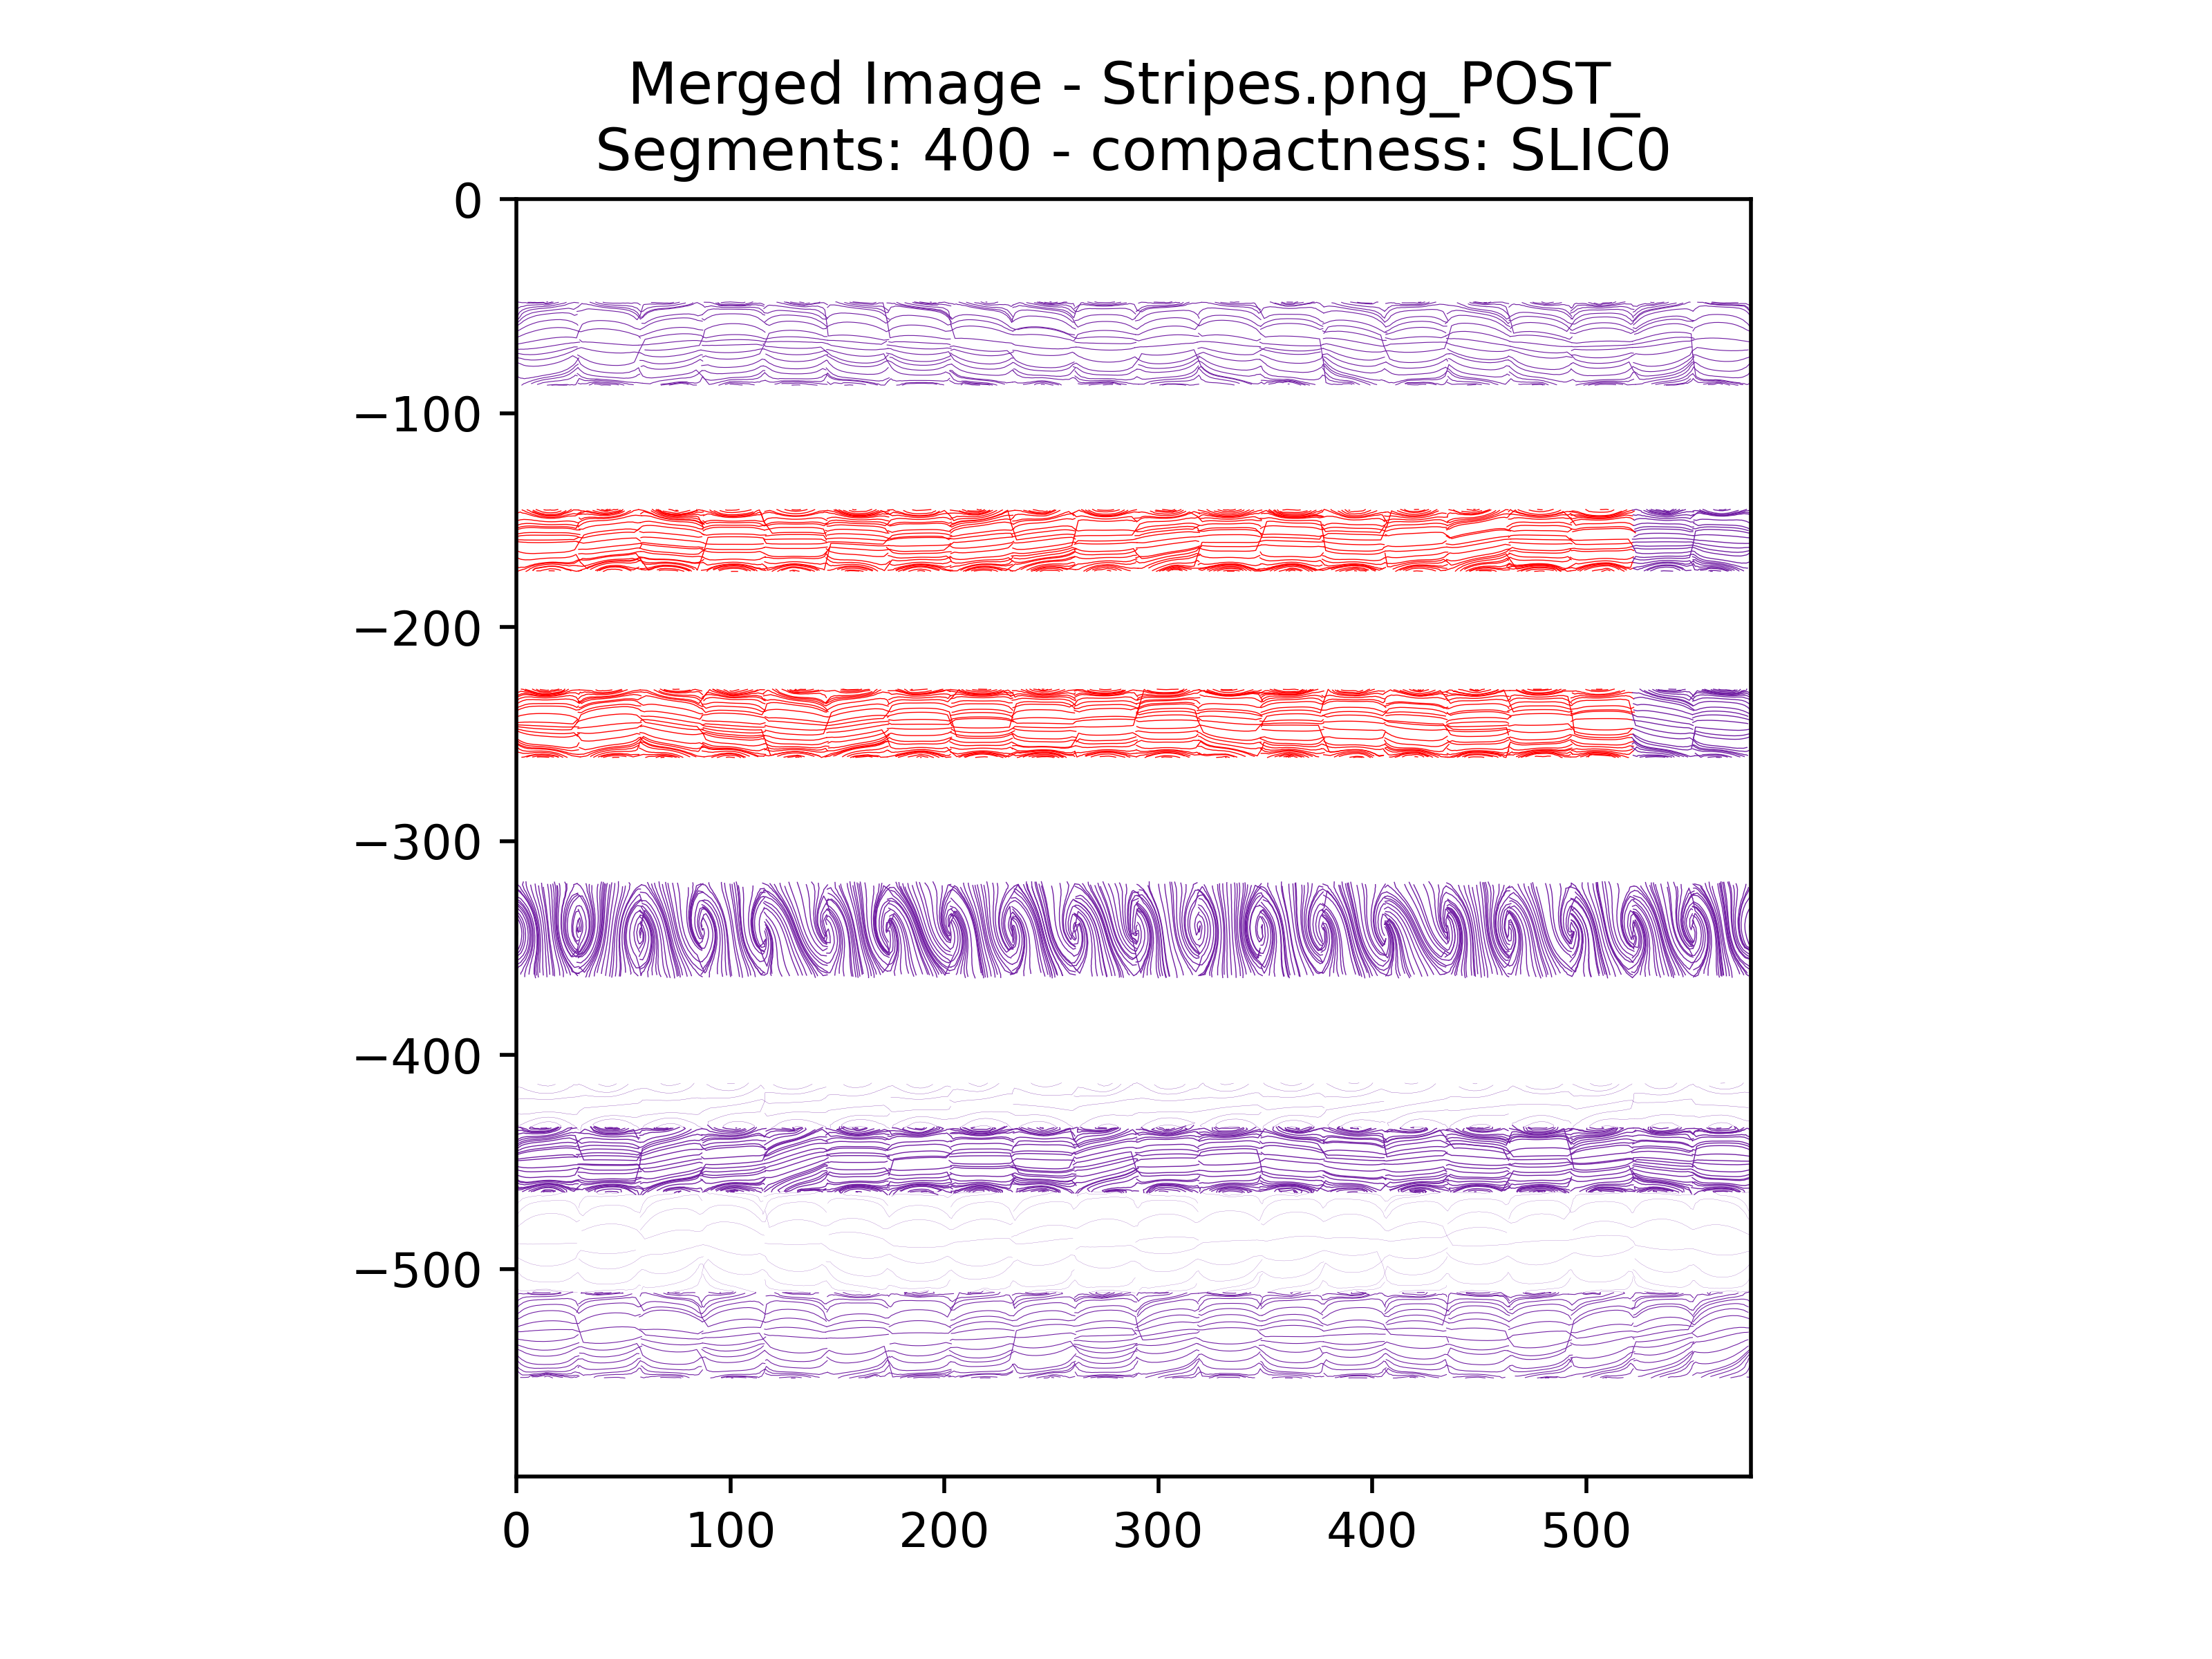 Merged Image - Stripes.png_POST_
Segments: 400 - compactness: SLIC0
0
−100
−200
−300
−400
−500
0 100 200 300 400 500